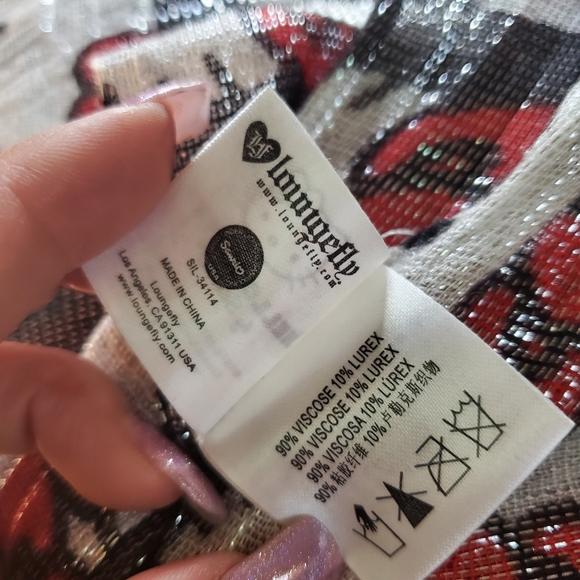 LF
loungefly
www.loungefly.com
Sanrio
SIL-34114
MADE IN CHINA
Loungefly
Los Angeles, CA 91311 USA
www.loungefly.com
90% VISCOSE 10% LUREX
90% VISCOSE 10% LUREX
90% VISCOSA 10% LÚREX
90% 粘胶纤维 10% 卢勒克斯织物